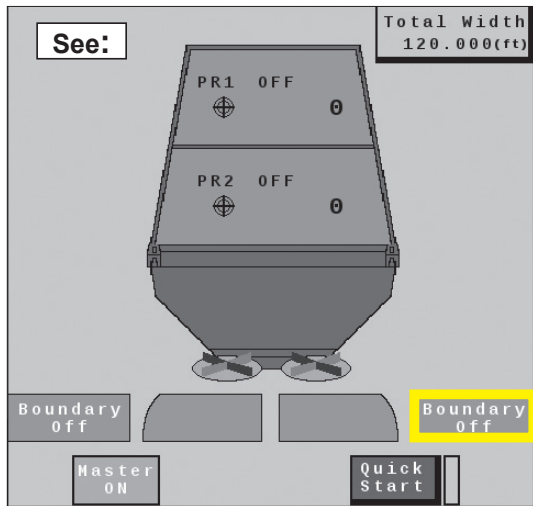 See:
Total Width
120.000(ft)
PR1 OFF
0
PR2 OFF
0
Boundary
Off
Boundary
Off
Master
ON
Quick
Start